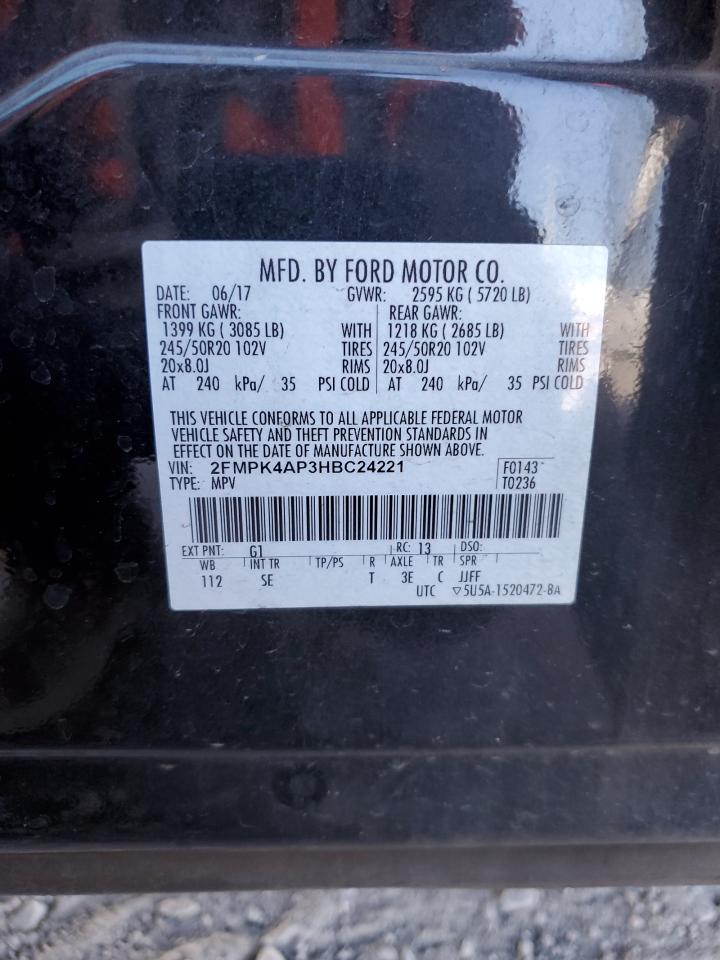 MFD. BY FORD MOTOR CO.
DATE: 06/17 GVWR: 2595 KG ( 5720 LB)
FRONT GAWR: REAR GAWR:
1399 KG ( 3085 LB) WITH 1218 KG ( 2685 LB) WITH
245/50R20 102V TIRES 245/50R20 102V TIRES
20x8.0J RIMS 20x8.0J RIMS
AT 240 kPa/ 35 PSI COLD AT 240 kPa/ 35 PSI COLD
THIS VEHICLE CONFORMS TO ALL APPLICABLE FEDERAL MOTOR
VEHICLE SAFETY AND THEFT PREVENTION STANDARDS IN
EFFECT ON THE DATE OF MANUFACTURE SHOWN ABOVE.
VIN: 2FMPK4AP3HBC24221 F0143
TYPE: MPV T0236
EXT PNT: G1 RC: 13 DSO:
WB INT TR TP/PS R AXLE TR SPR
112 SE T 3E C JJFF
UTC ▽5U5A-1520472-BA